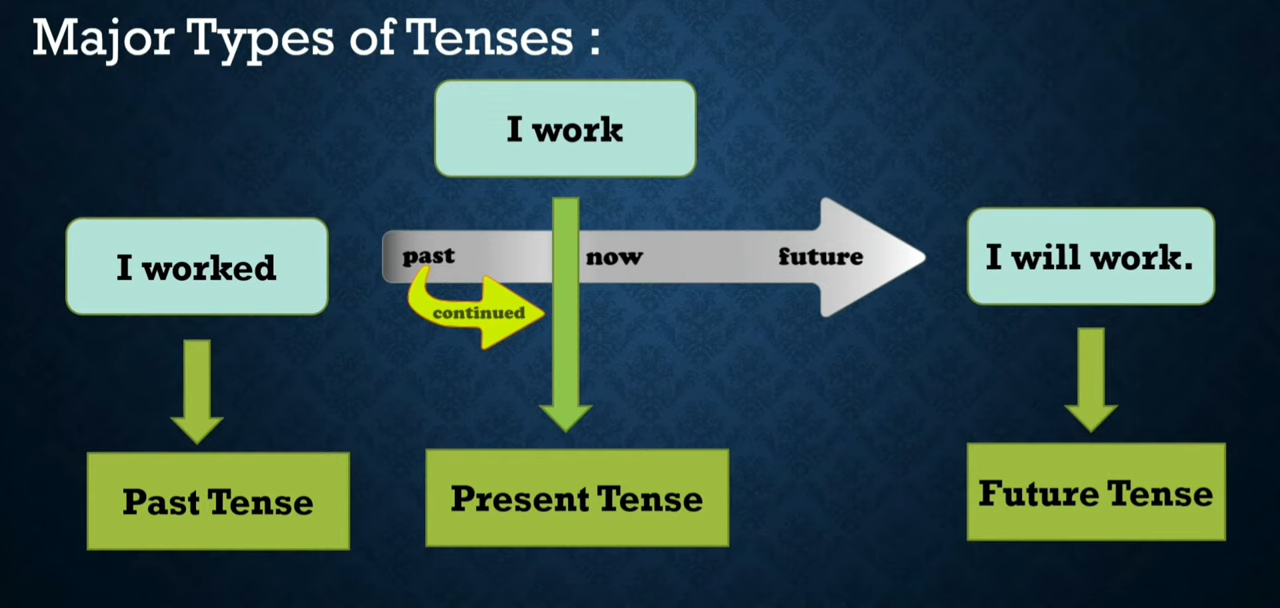 Major Types of Tenses :
I work
I worked
past
now
future
I will work.
continued
Past Tense
Present Tense
Future Tense